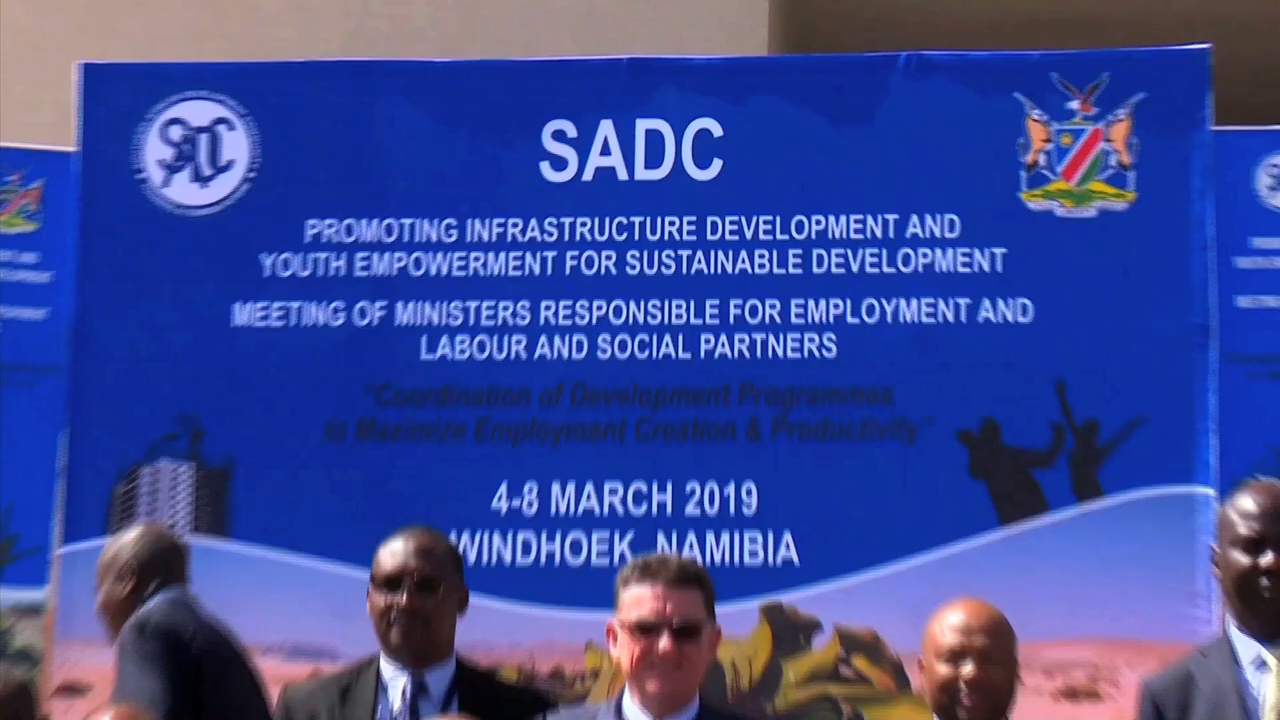 SADC
SADC
PROMOTING INFRASTRUCTURE DEVELOPMENT AND
YOUTH EMPOWERMENT FOR SUSTAINABLE DEVELOPMENT
MEETING OF MINISTERS RESPONSIBLE FOR EMPLOYMENT AND
LABOUR AND SOCIAL PARTNERS
"Coordination of Development Programmes
to Maximize Employment Creation & Productivity"
4-8 MARCH 2019
WINDHOEK, NAMIBIA